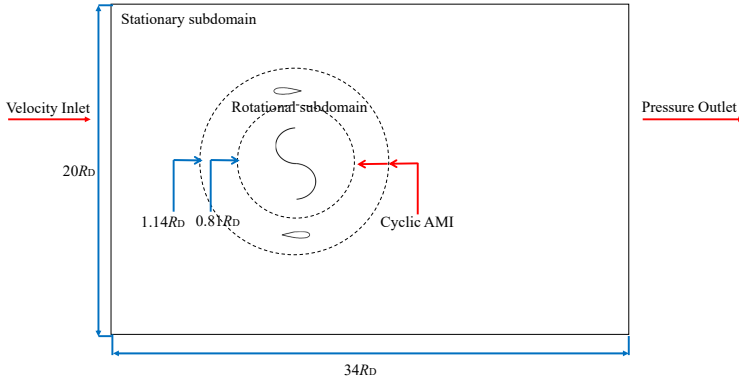 Stationary subdomain
Velocity Inlet
Rotational subdomain
Pressure Outlet
20RD
1.14RD
0.81RD
Cyclic AMI
34RD